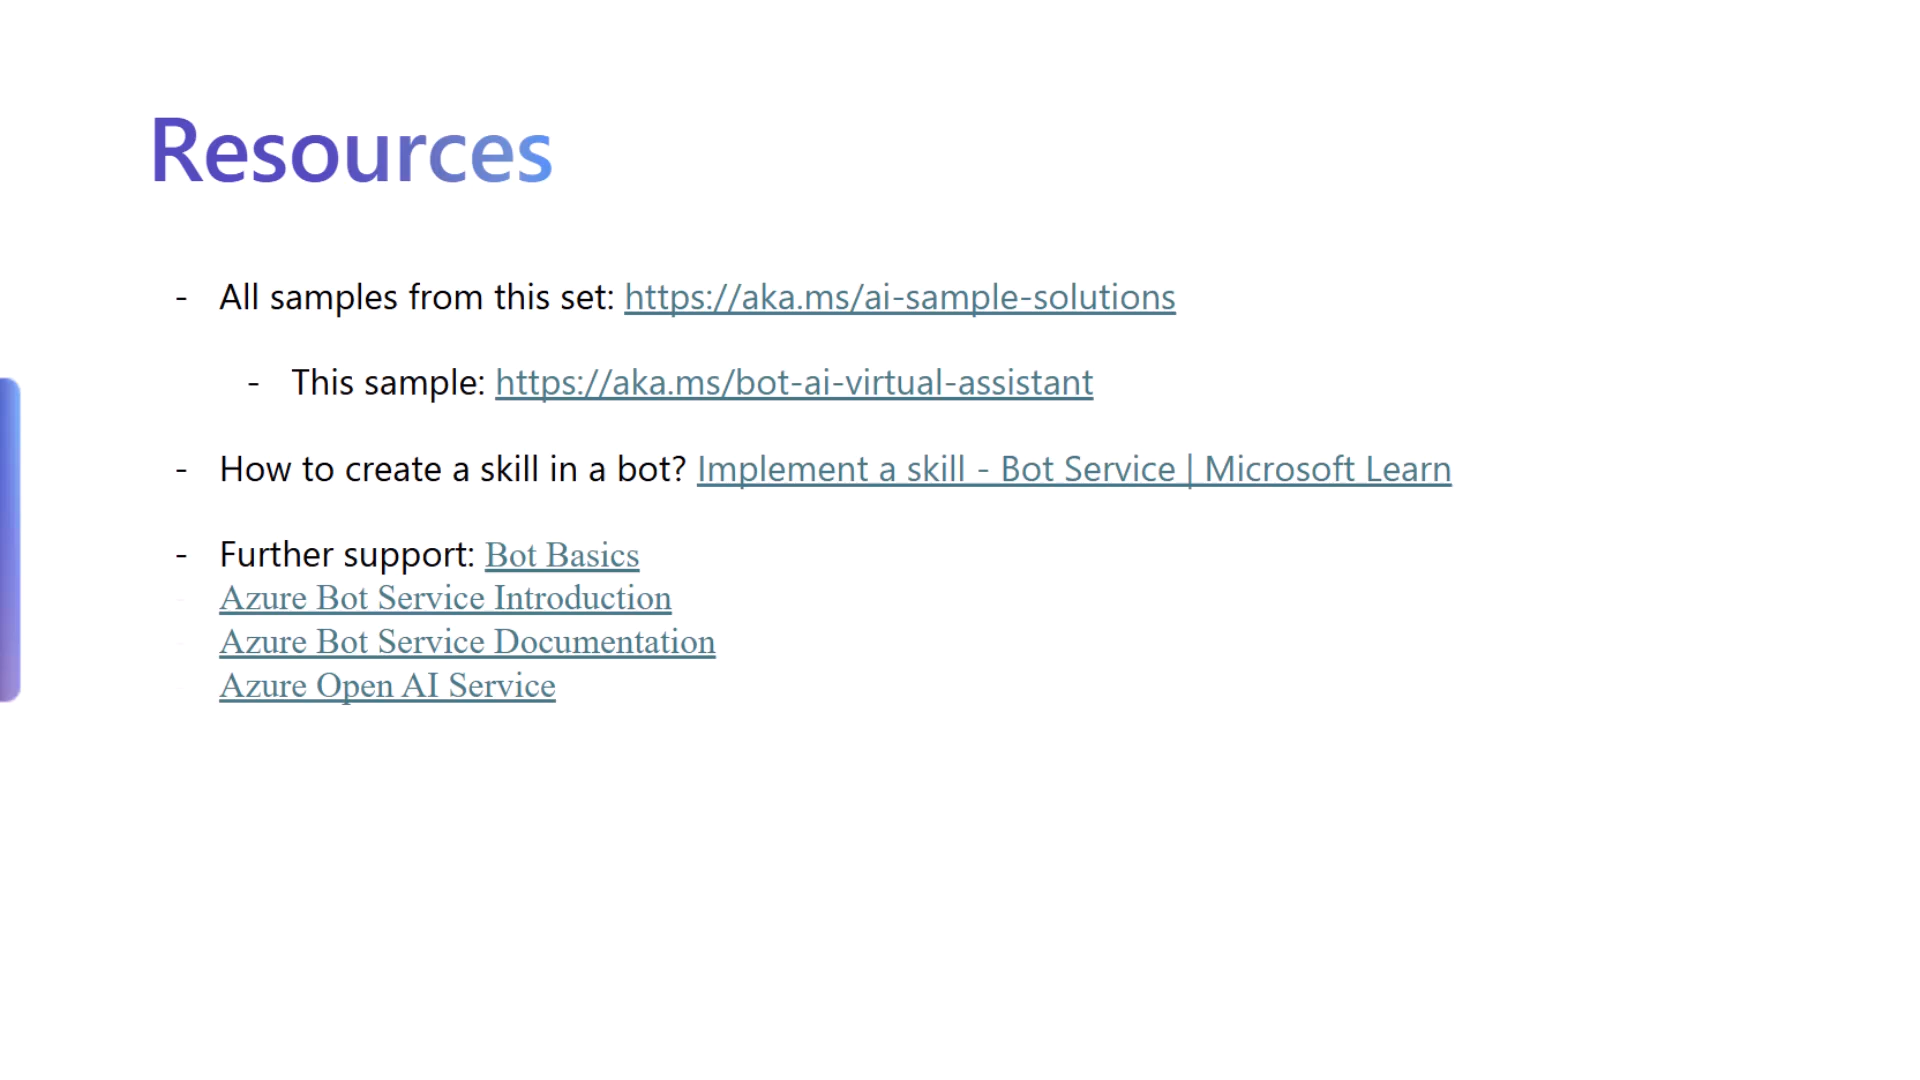 Resources
- All samples from this set: https://aka.ms/ai-sample-solutions
- This sample: https://aka.ms/bot-ai-virtual-assistant
- How to create a skill in a bot? Implement a skill - Bot Service | Microsoft Learn
- Further support: Bot Basics
Azure Bot Service Introduction
Azure Bot Service Documentation
Azure Open AI Service